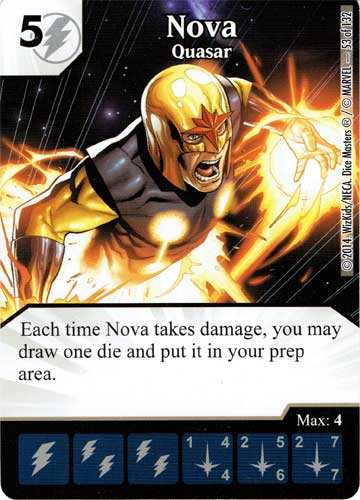 5
Nova
Quasar
© 2014. WizKids/NECA. Dice Masters ® / © MARVEL — 53 of 132
Each time Nova takes damage, you may
draw one die and put it in your prep
area.
Max: 4
1 4 4
2 5 6
2 7 7